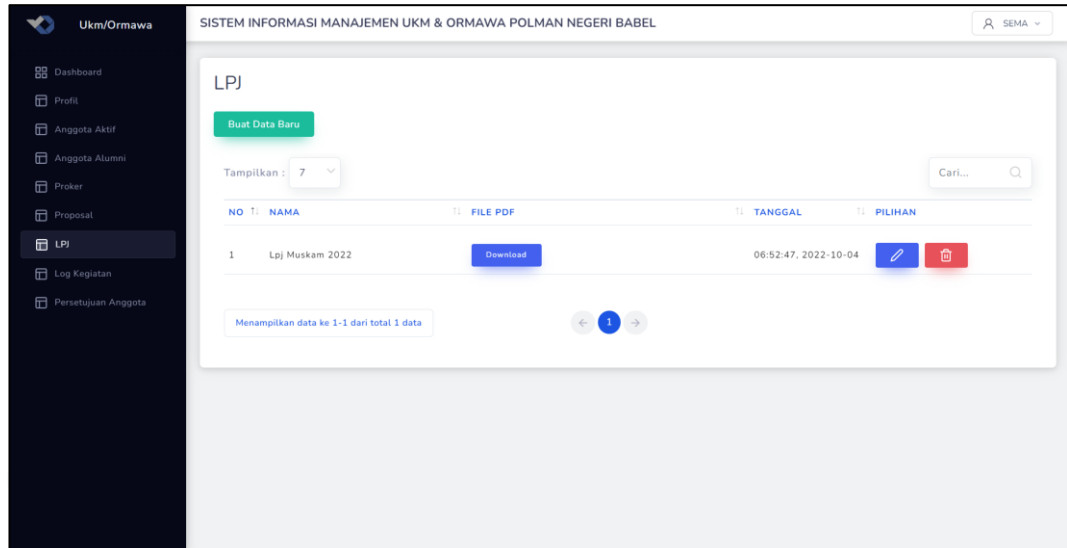 Ukm/Ormawa
SISTEM INFORMASI MANAJEMEN UKM & ORMAWA POLMAN NEGERI BABEL
SEMA
Dashboard
Profil
Anggota Aktif
Anggota Alumni
Proker
Proposal
LPJ
Log Kegiatan
Persetujuan Anggota
LPJ
Buat Data Baru
Tampilkan : 7
Cari...
NO NAMA FILE PDF TANGGAL PILIHAN
1 Lpj Muskam 2022 Download 06:52:47, 2022-10-04
Menampilkan data ke 1-1 dari total 1 data
1